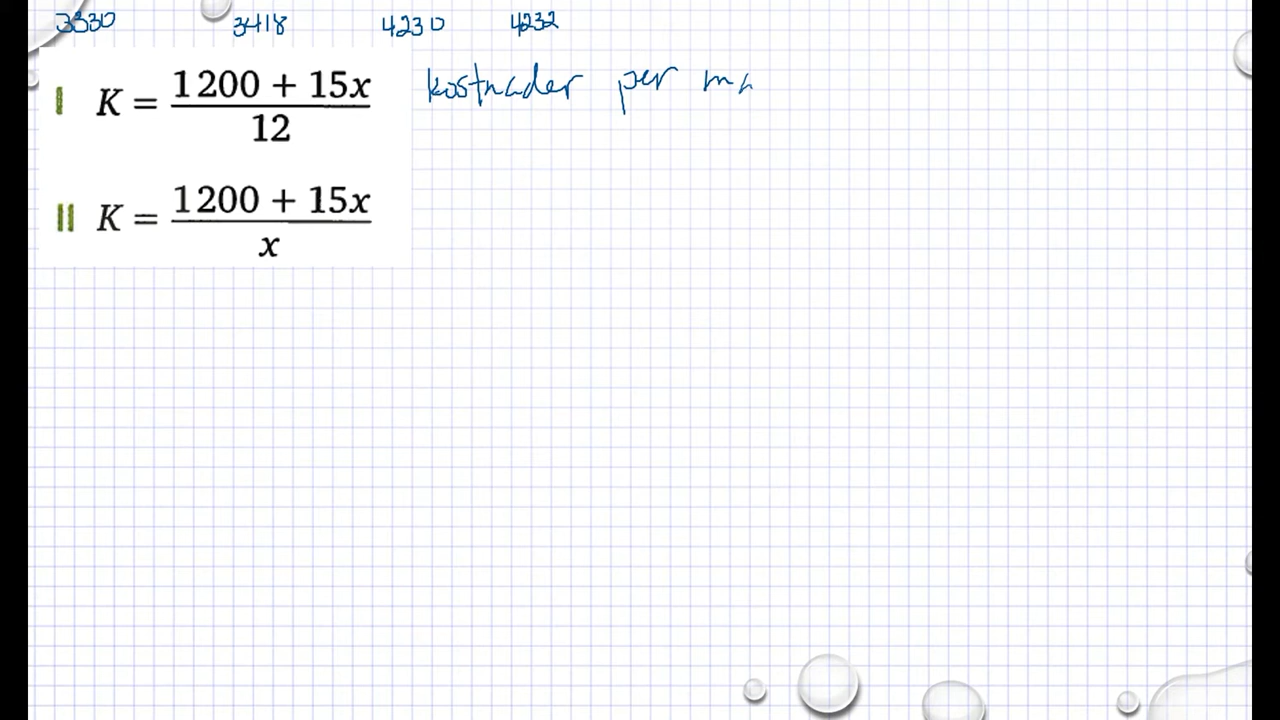 3330 3418 4230 4232
I K = (1200 + 15x)/12 kostnader per
II K = (1200 + 15x)/x